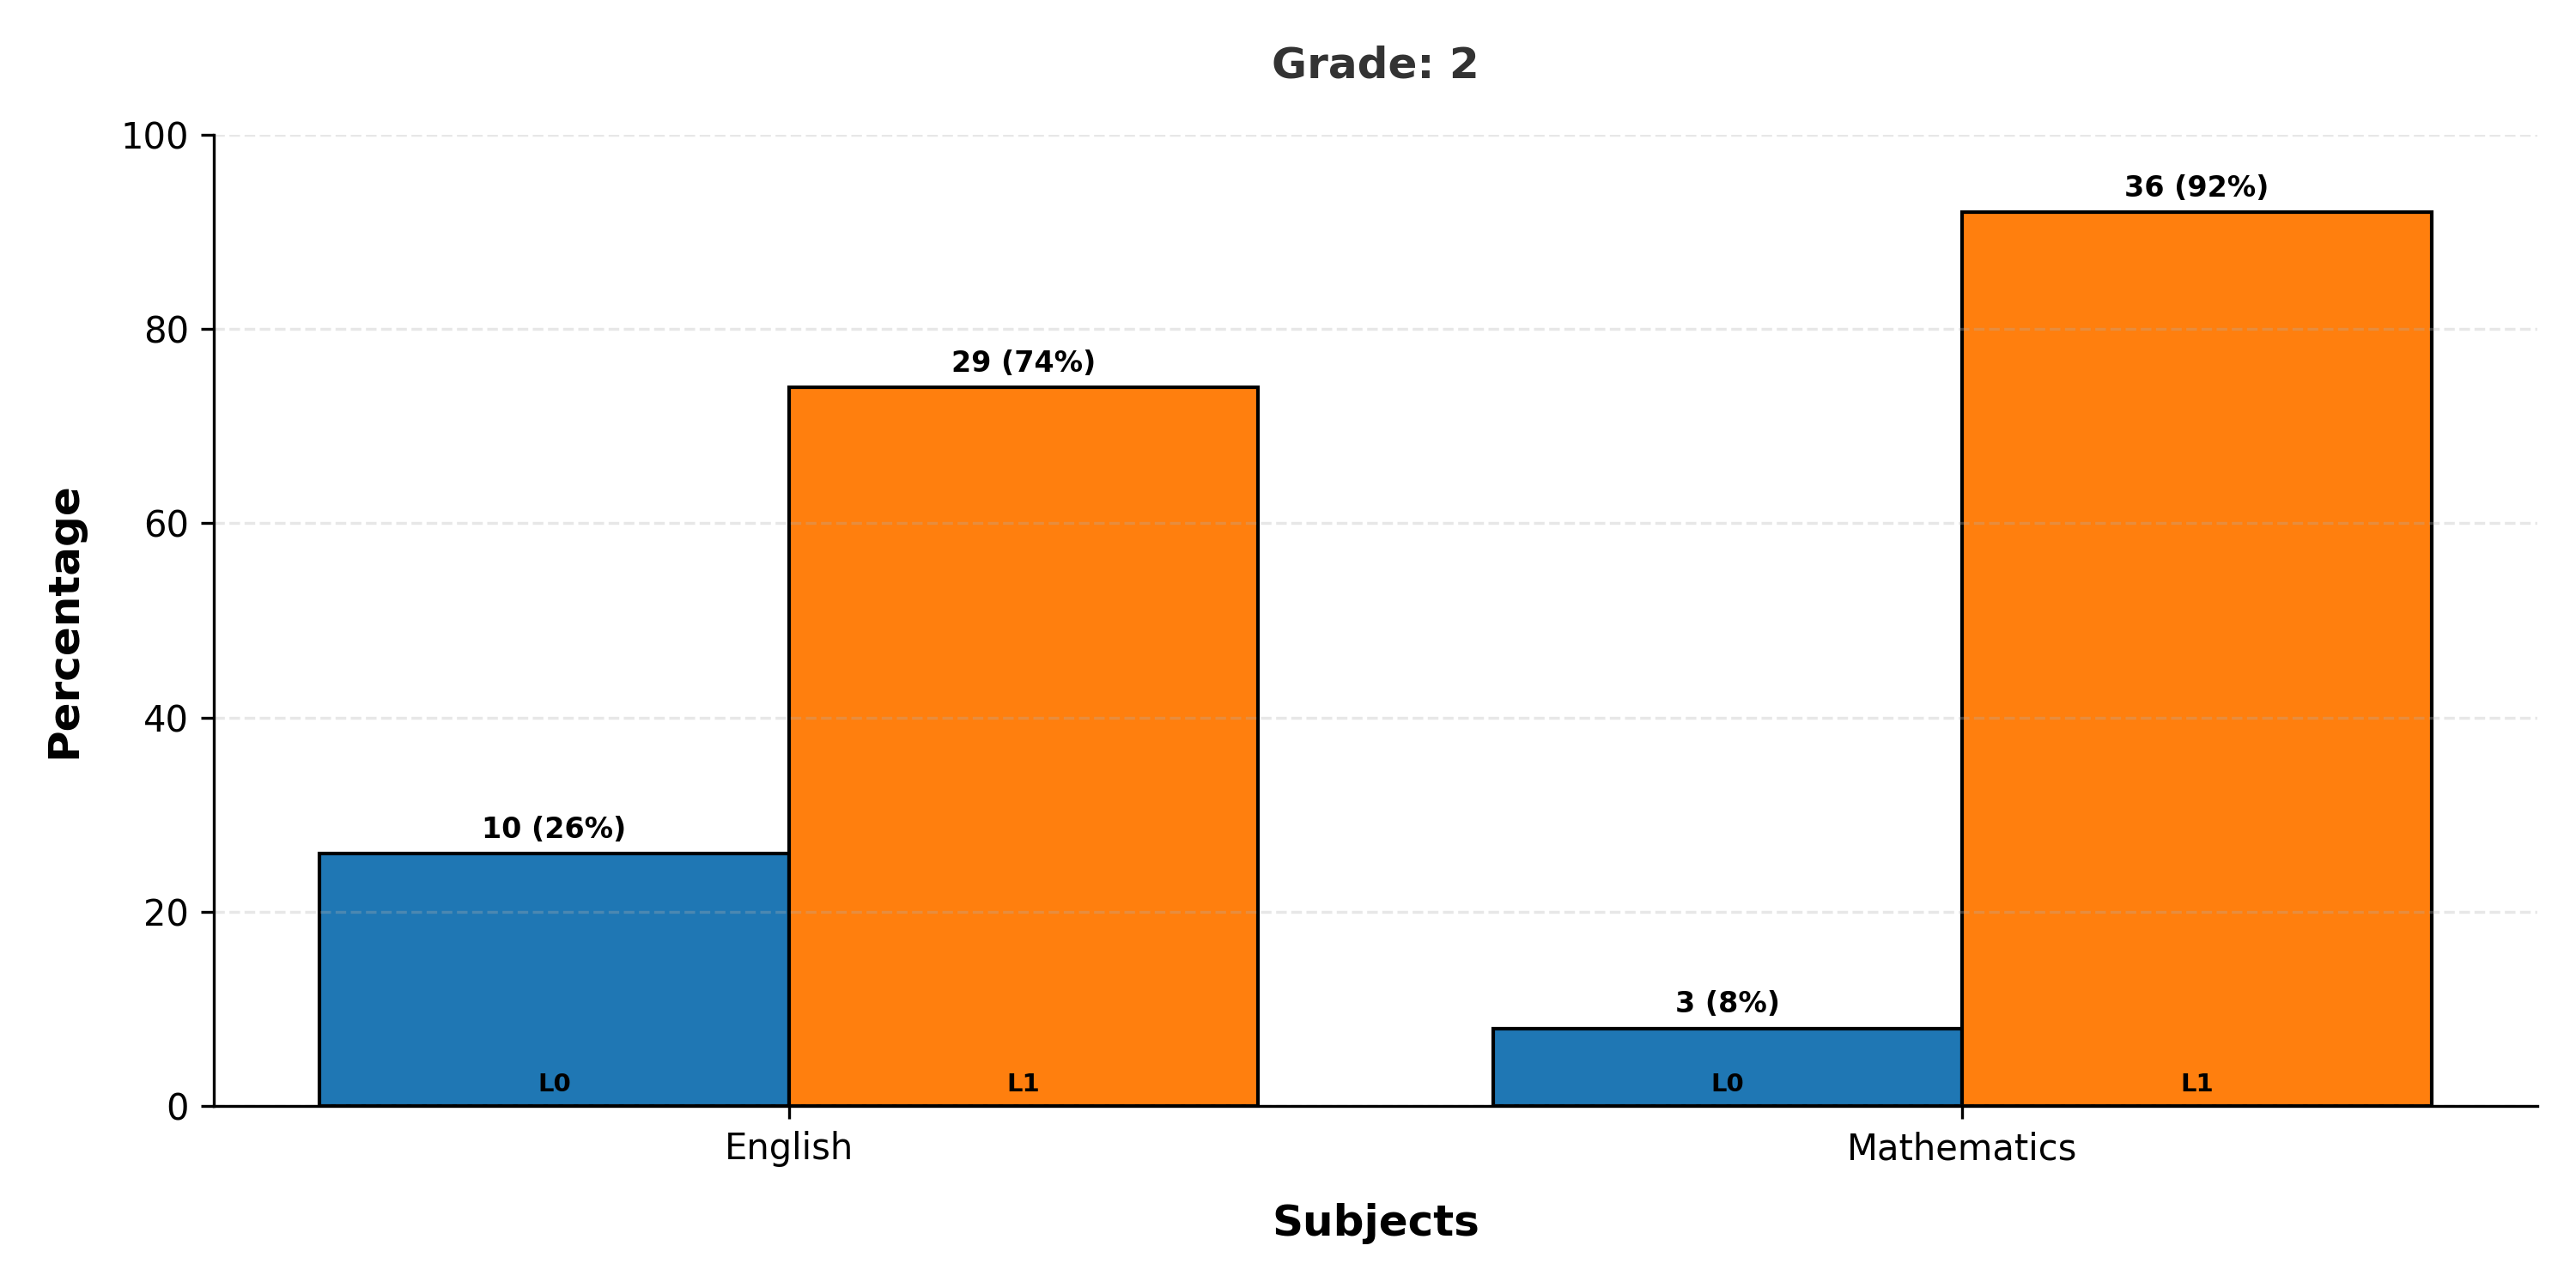 Grade: 2
100
80
60
40
20
0
Percentage
10 (26%)
29 (74%)
3 (8%)
36 (92%)
L0
L1
L0
L1
English
Mathematics
Subjects